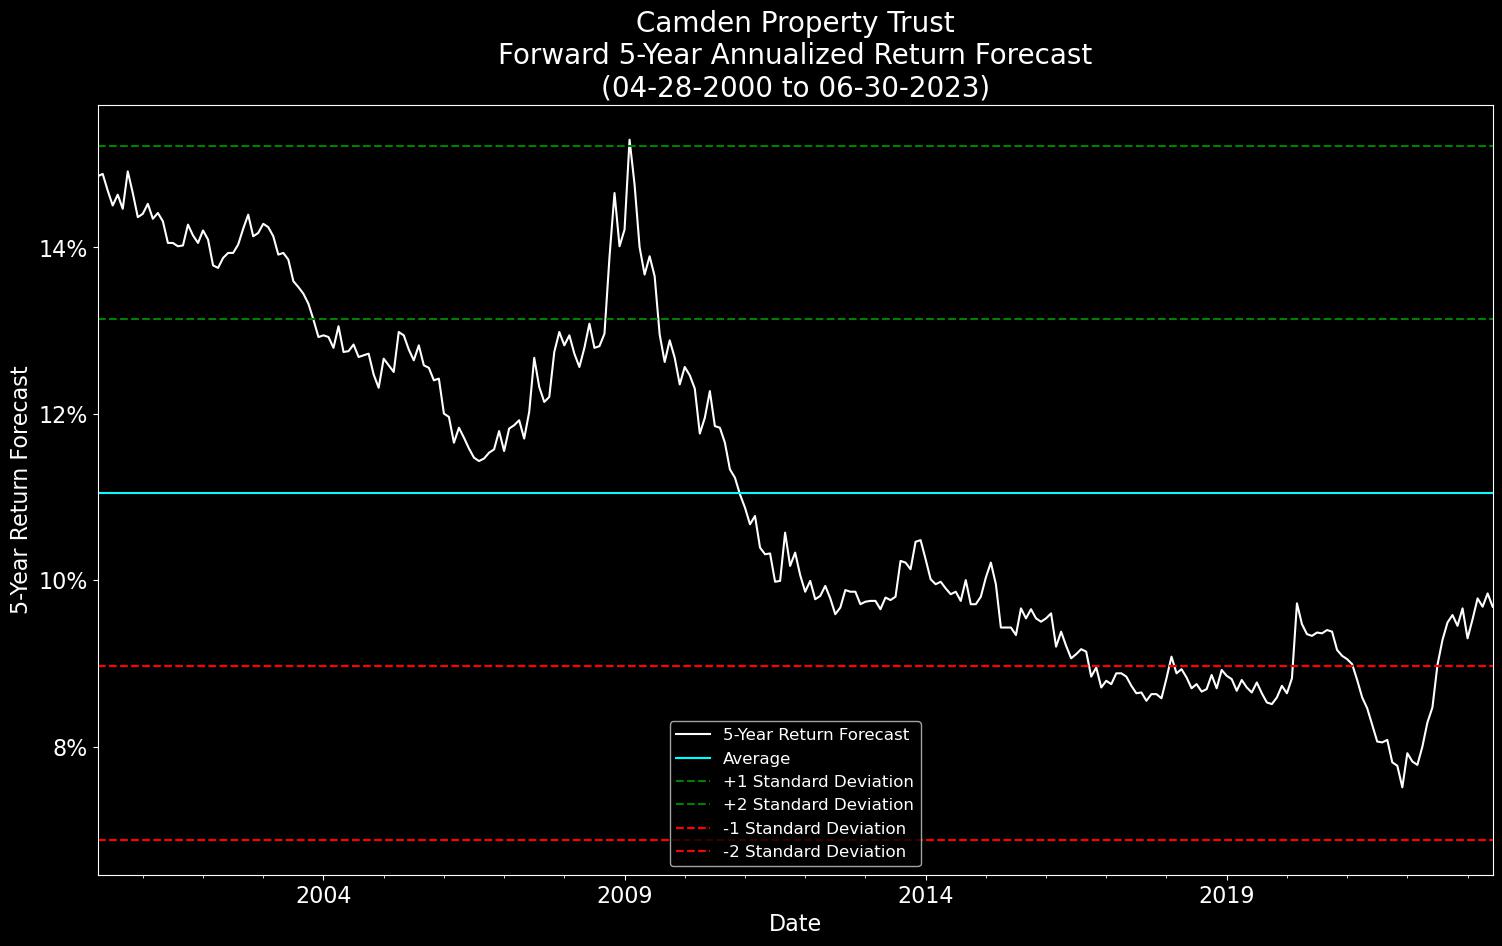 Camden Property Trust
Forward 5-Year Annualized Return Forecast
(04-28-2000 to 06-30-2023)
5-Year Return Forecast
14%
12%
10%
8%
5-Year Return Forecast
Average
+1 Standard Deviation
+2 Standard Deviation
-1 Standard Deviation
-2 Standard Deviation
2004 2009 2014 2019
Date